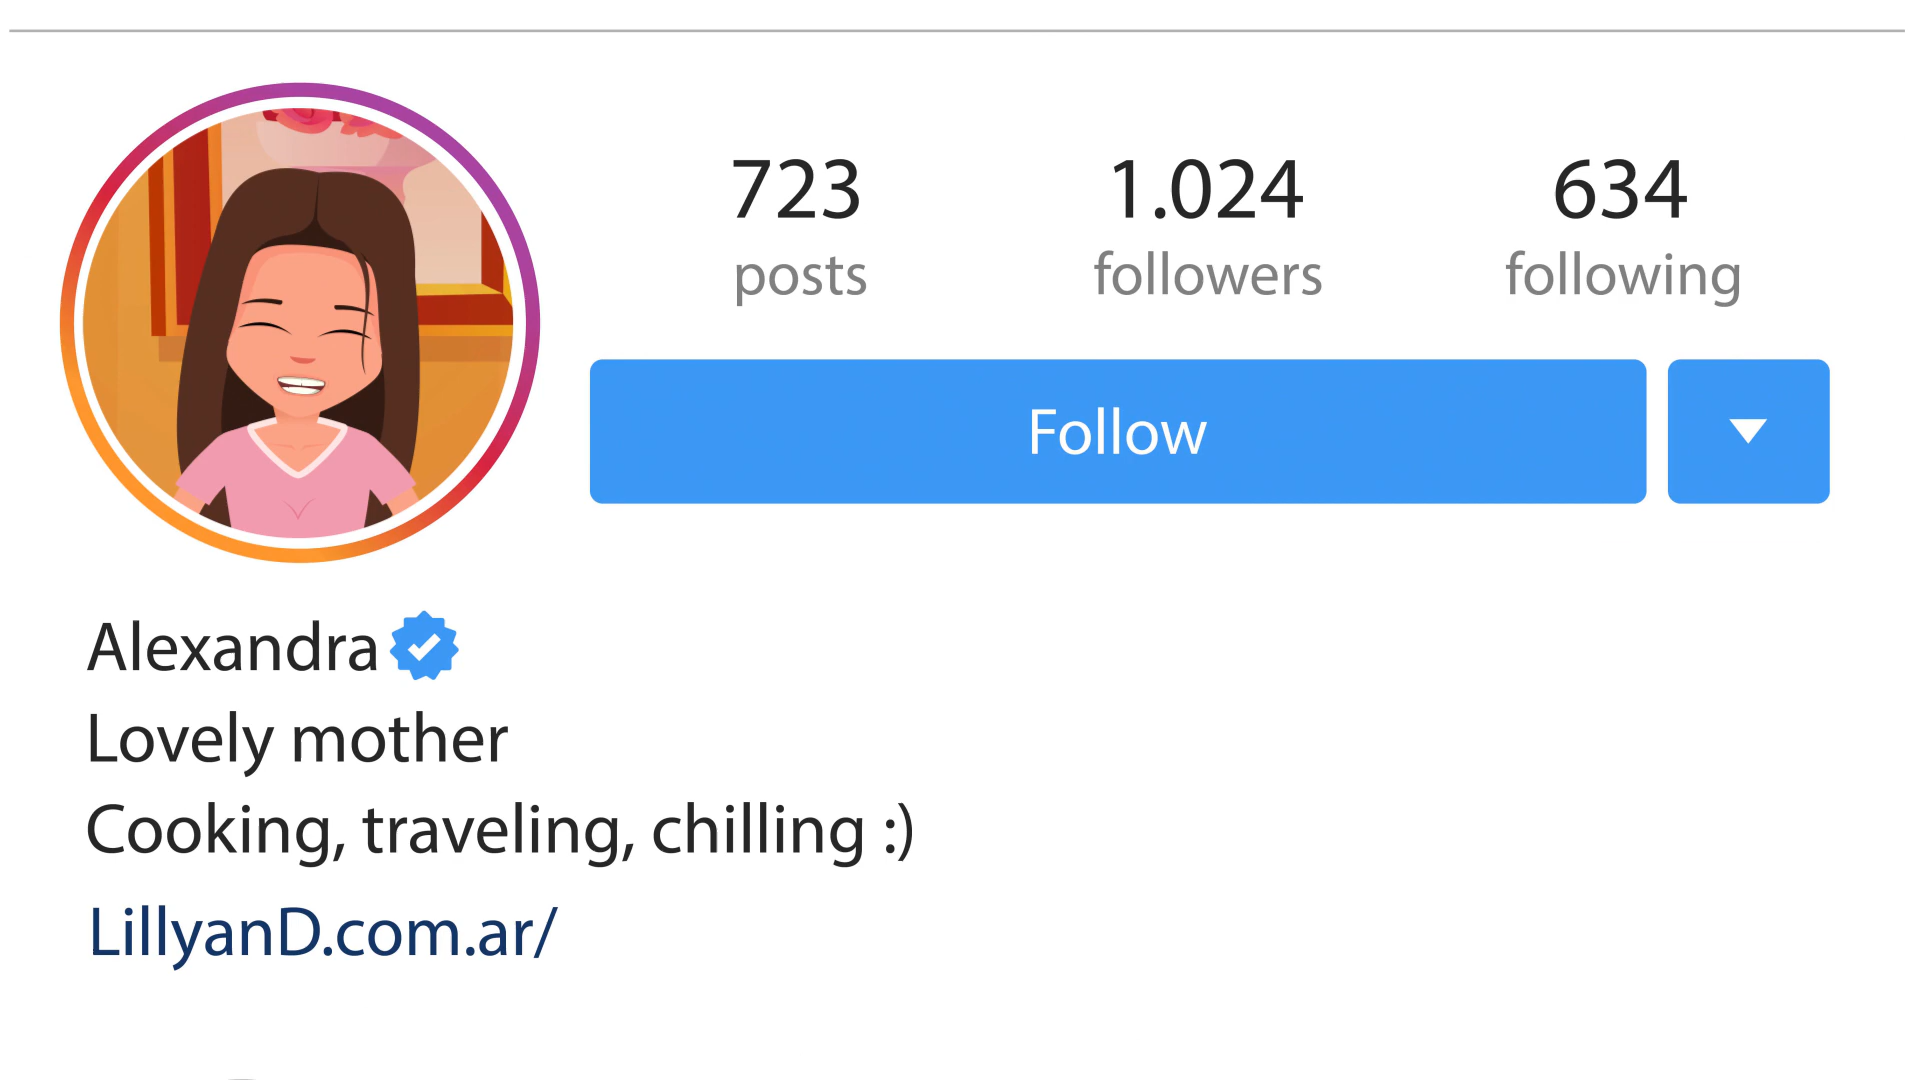 723 1.024 634
posts followers following
Follow
Alexandra
Lovely mother
Cooking, traveling, chilling :)
LillyanD.com.ar/